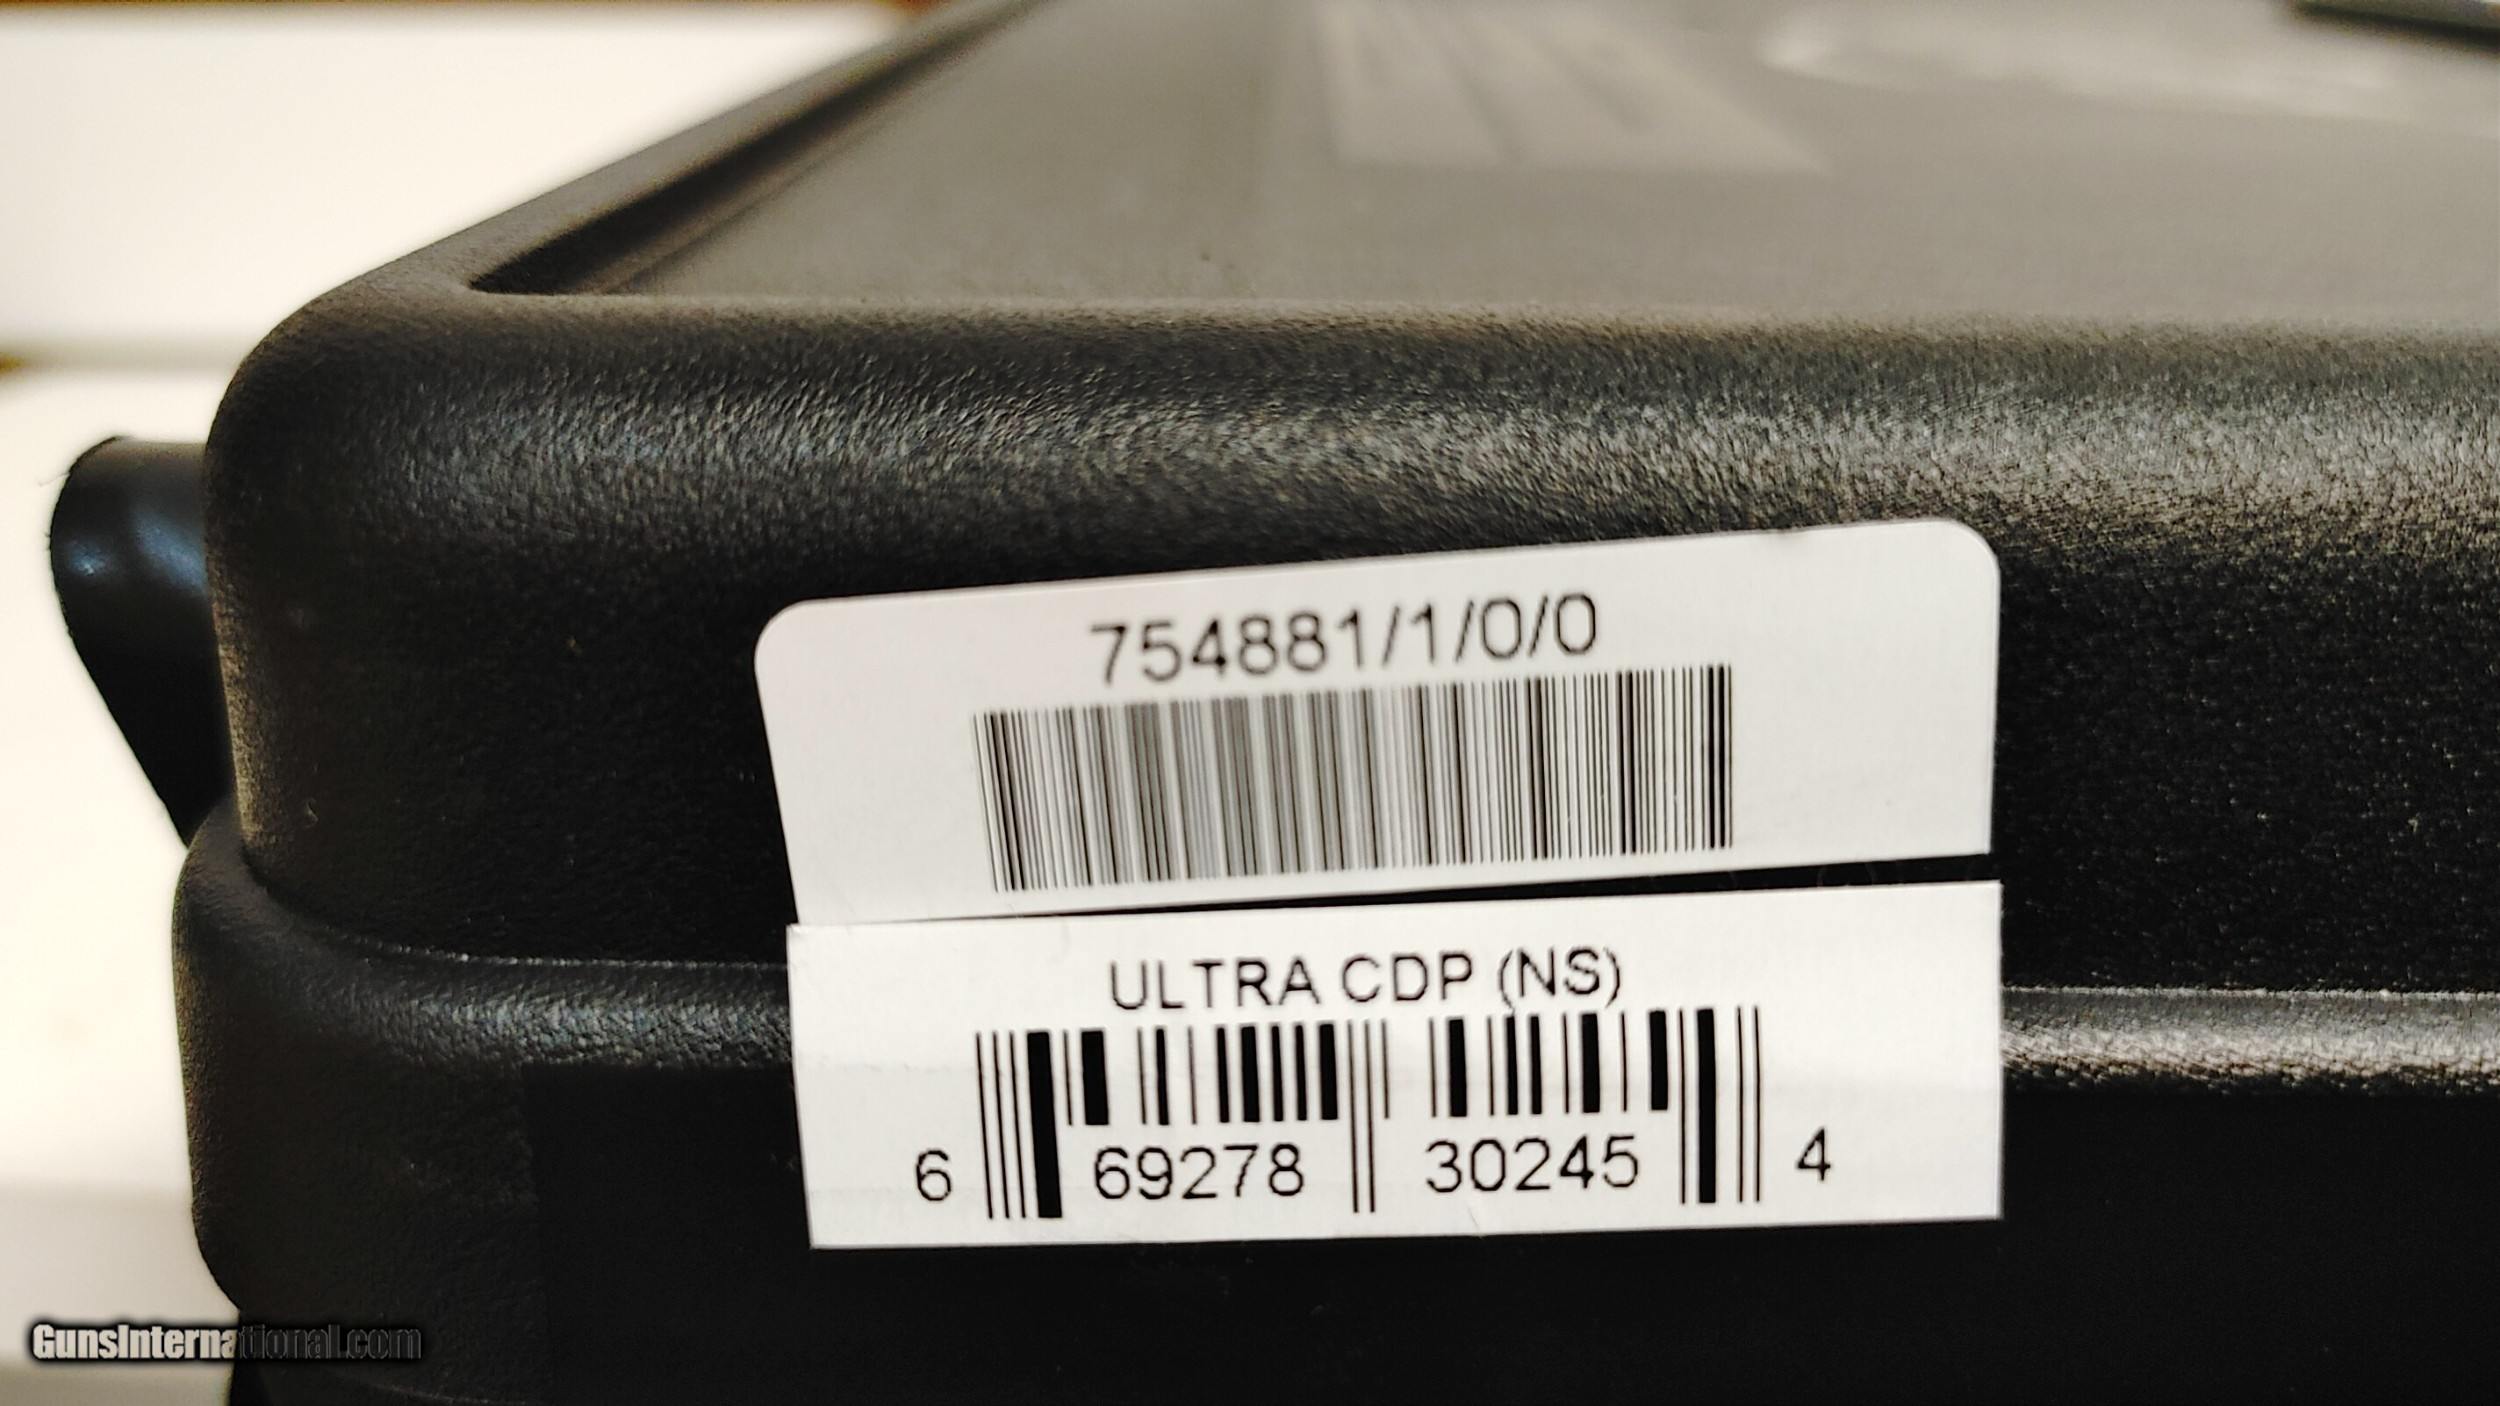 754881/1/0/0
ULTRA CDP (NS)
6 69278 30245 4
GunsInternational.com